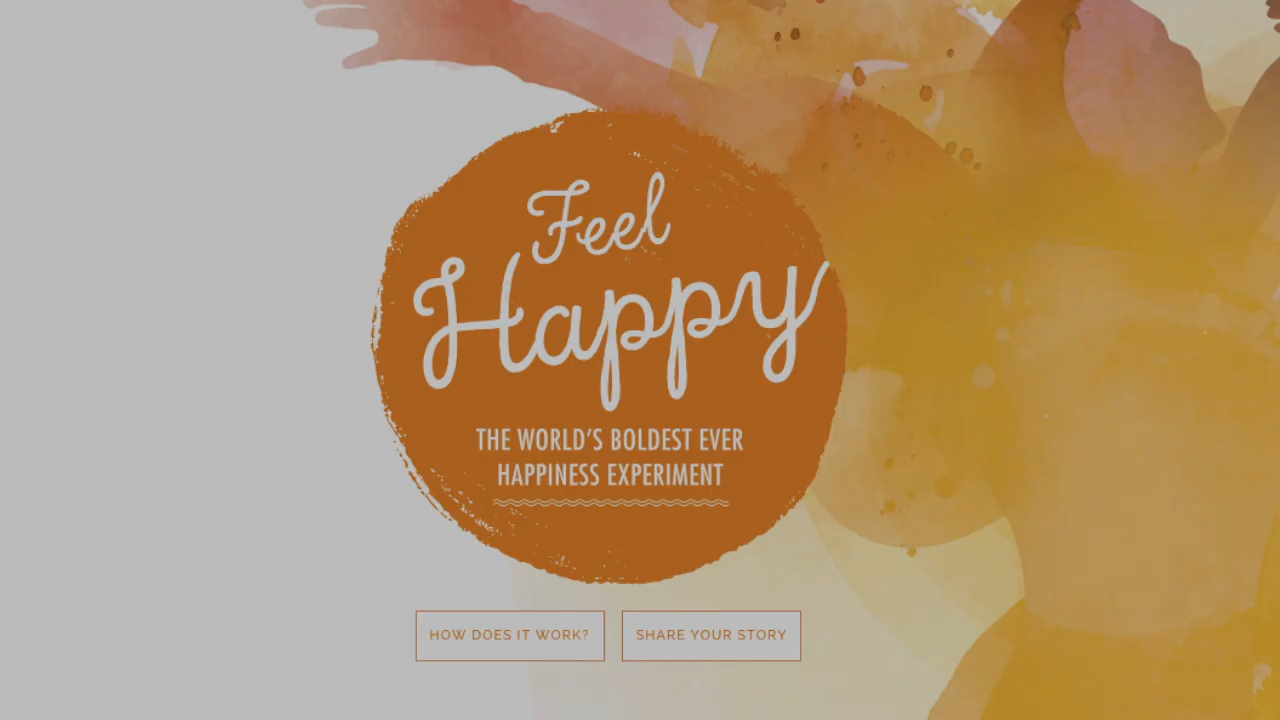 Feel
Happy
THE WORLD'S BOLDEST EVER
HAPPINESS EXPERIMENT
HOW DOES IT WORK?
SHARE YOUR STORY